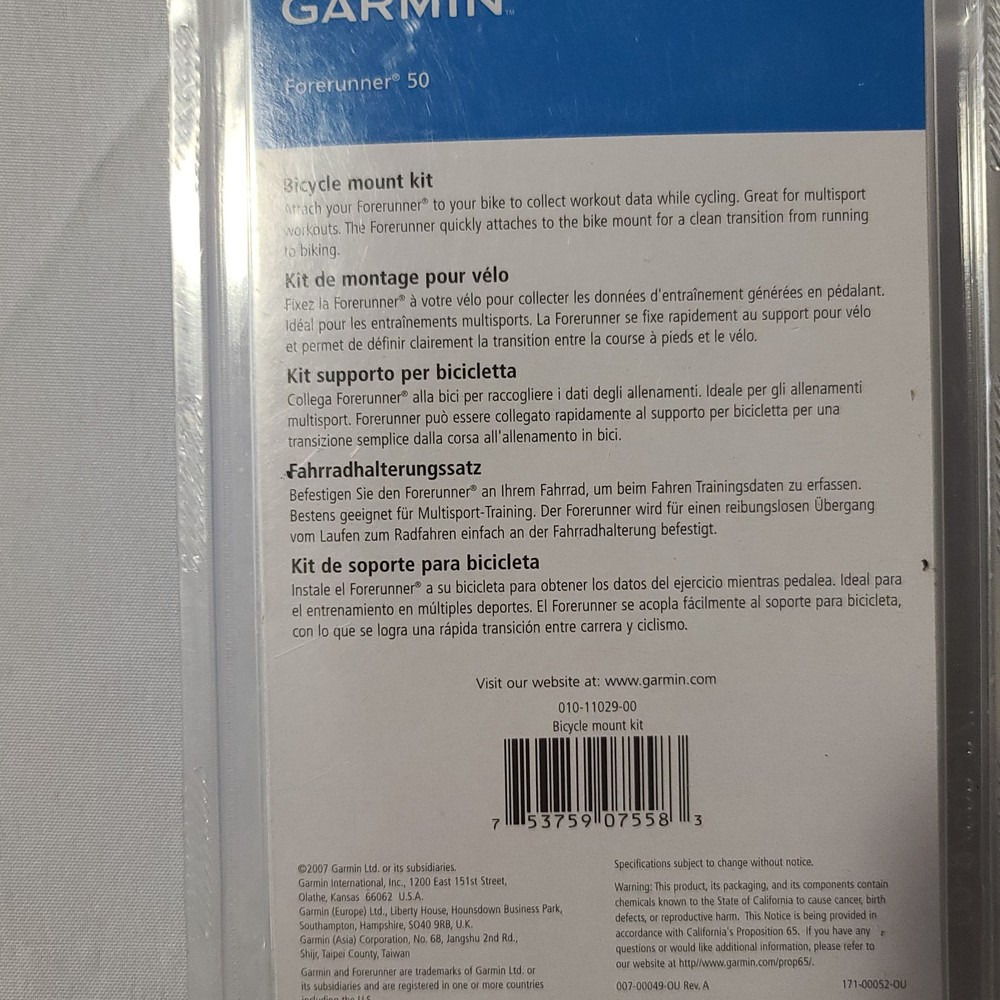 GARMIN™
Forerunner® 50
Bicycle mount kit
Attach your Forerunner® to your bike to collect workout data while cycling. Great for multisport
workouts. The Forerunner quickly attaches to the bike mount for a clean transition from running
to biking.
Kit de montage pour vélo
Fixez la Forerunner® à votre vélo pour collecter les données d'entraînement générées en pédalant.
Idéal pour les entraînements multisports. La Forerunner se fixe rapidement au support pour vélo
et permet de définir clairement la transition entre la course à pieds et le vélo.
Kit supporto per bicicletta
Collega Forerunner® alla bici per raccogliere i dati degli allenamenti. Ideale per gli allenamenti
multisport. Forerunner può essere collegato rapidamente al supporto per bicicletta per una
transizione semplice dalla corsa all'allenamento in bici.
Fahrradhalterungssatz
Befestigen Sie den Forerunner® an Ihrem Fahrrad, um beim Fahren Trainingsdaten zu erfassen.
Bestens geeignet für Multisport-Training. Der Forerunner wird für einen reibungslosen Übergang
vom Laufen zum Radfahren einfach an der Fahrradhalterung befestigt.
Kit de soporte para bicicleta
Instale el Forerunner® a su bicicleta para obtener los datos del ejercicio mientras pedalea. Ideal para
el entrenamiento en múltiples deportes. El Forerunner se acopla fácilmente al soporte para bicicleta,
con lo que se logra una rápida transición entre carrera y ciclismo.
Visit our website at: www.garmin.com
010-11029-00
Bicycle mount kit
7 53759 07558 3
©2007 Garmin Ltd. or its subsidiaries.
Garmin International, Inc., 1200 East 151st Street,
Olathe, Kansas 66062 U.S.A.
Garmin (Europe) Ltd., Liberty House, Hounsdown Business Park,
Southampton, Hampshire, SO40 9RB, U.K.
Garmin (Asia) Corporation, No. 68, Jangshu 2nd Rd.,
Shijr, Taipei County, Taiwan
Garmin and Forerunner are trademarks of Garmin Ltd. or
its subsidiaries and are registered in one or more countries
including the U.S.
Specifications subject to change without notice.
Warning: This product, its packaging, and its components contain
chemicals known to the State of California to cause cancer, birth
defects, or reproductive harm. This Notice is being provided in
accordance with California's Proposition 65. If you have any
questions or would like additional information, please refer to
our website at http//www.garmin.com/prop65/.
007-00049-OU Rev. A
171-00052-OU